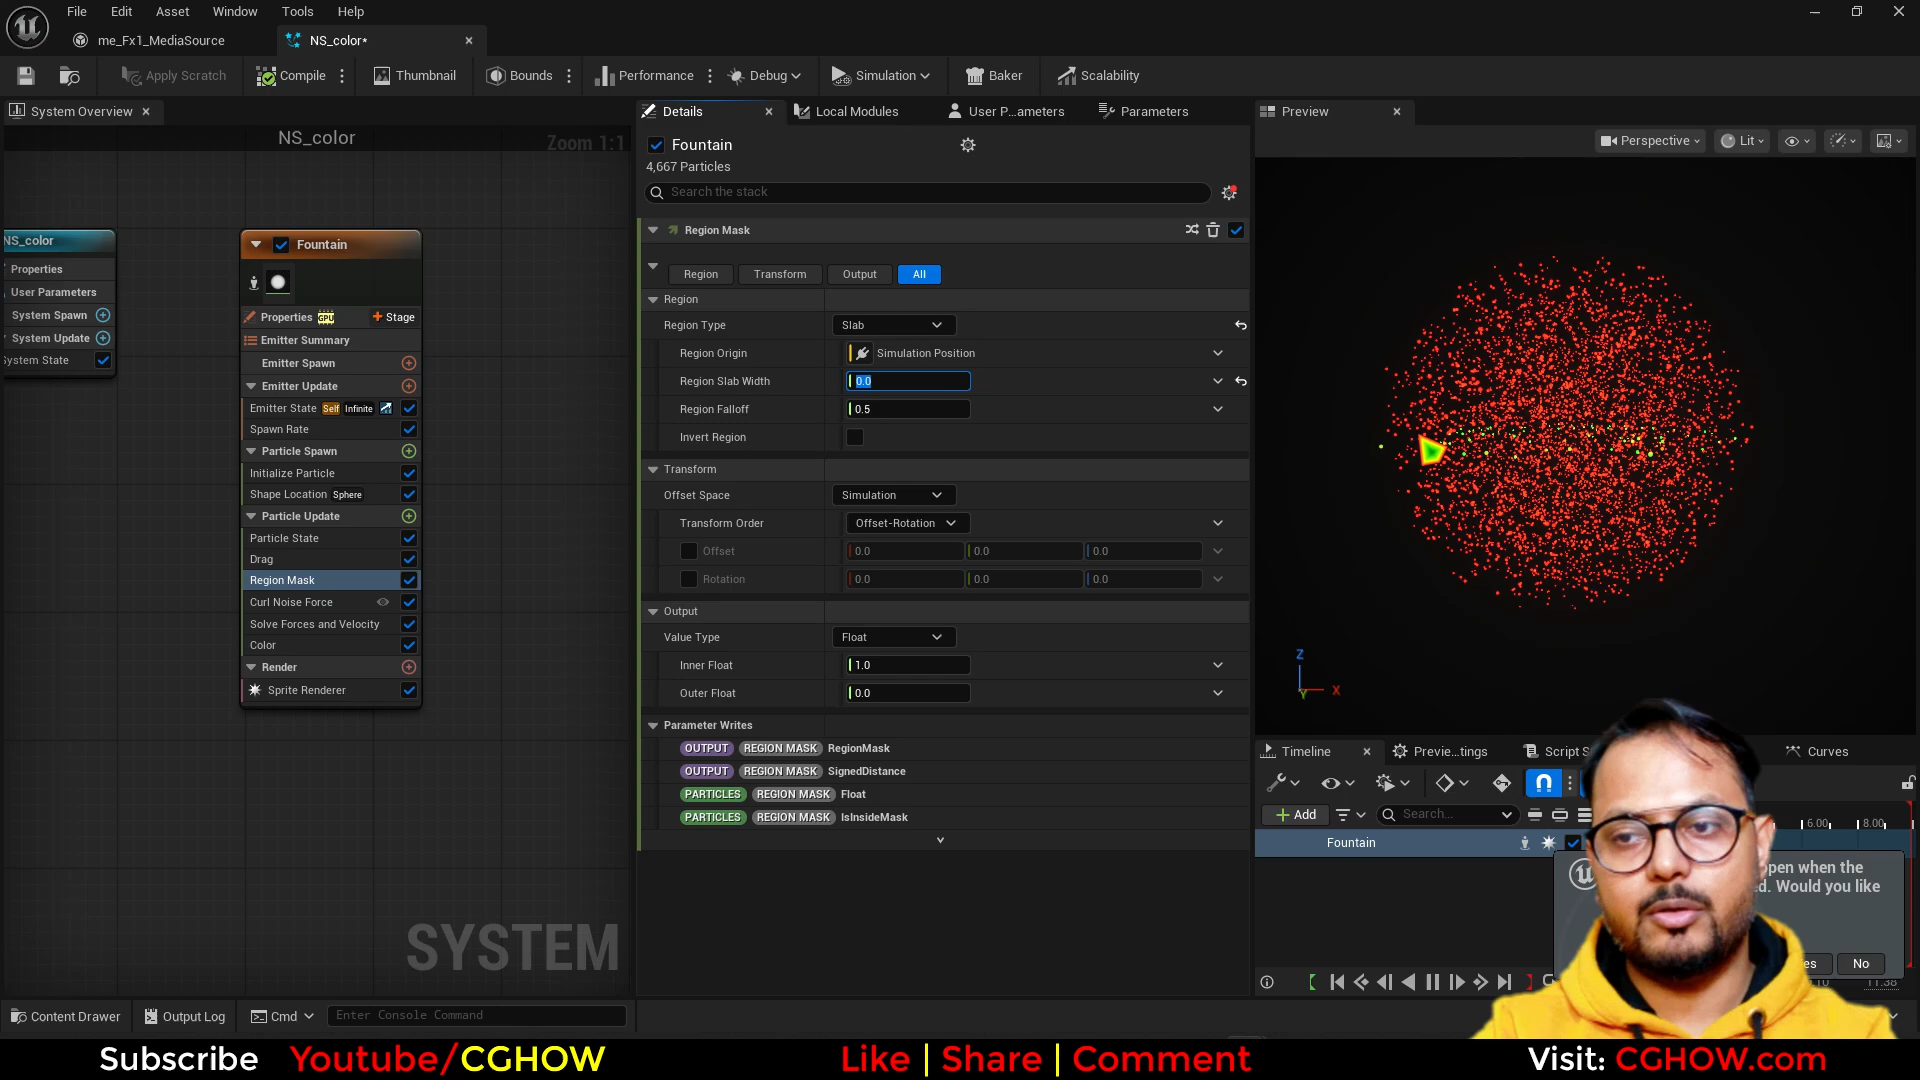 File Edit Asset Window Tools Help
me_Fx1_MediaSource NS_color*
Apply Scratch Compile Thumbnail Bounds Performance Debug Simulation Baker Scalability
System Overview
NS_color
Zoom 1:1
NS_color
Properties
User Parameters
System Spawn
System Update
System State
Fountain
Properties GPU Stage
Emitter Summary
Emitter Spawn
Emitter Update
Emitter State Self Infinite
Spawn Rate
Particle Spawn
Initialize Particle
Shape Location Sphere
Particle Update
Particle State
Drag
Region Mask
Curl Noise Force
Solve Forces and Velocity
Color
Render
Sprite Renderer
SYSTEM
Details Local Modules User P...ameters Parameters
Fountain
4,667 Particles
Search the stack
Region Mask
Region Transform Output All
Region
Region Type Slab
Region Origin Simulation Position
Region Slab Width 0.0
Region Falloff 0.5
Invert Region
Transform
Offset Space Simulation
Transform Order Offset-Rotation
Offset 0.0 0.0 0.0
Rotation 0.0 0.0 0.0
Output
Value Type Float
Inner Float 1.0
Outer Float 0.0
Parameter Writes
OUTPUT REGION MASK RegionMask
OUTPUT REGION MASK SignedDistance
PARTICLES REGION MASK Float
PARTICLES REGION MASK IsInsideMask
Preview
Perspective Lit
Z
X
Y
Timeline Previe...tings Script S Curves
Add Search... 6.00 8.00
Fountain
open when the
Would you like
No
11.38
Content Drawer Output Log Cmd Enter Console Command
Subscribe Youtube/CGHOW Like | Share | Comment Visit: CGHOW.com